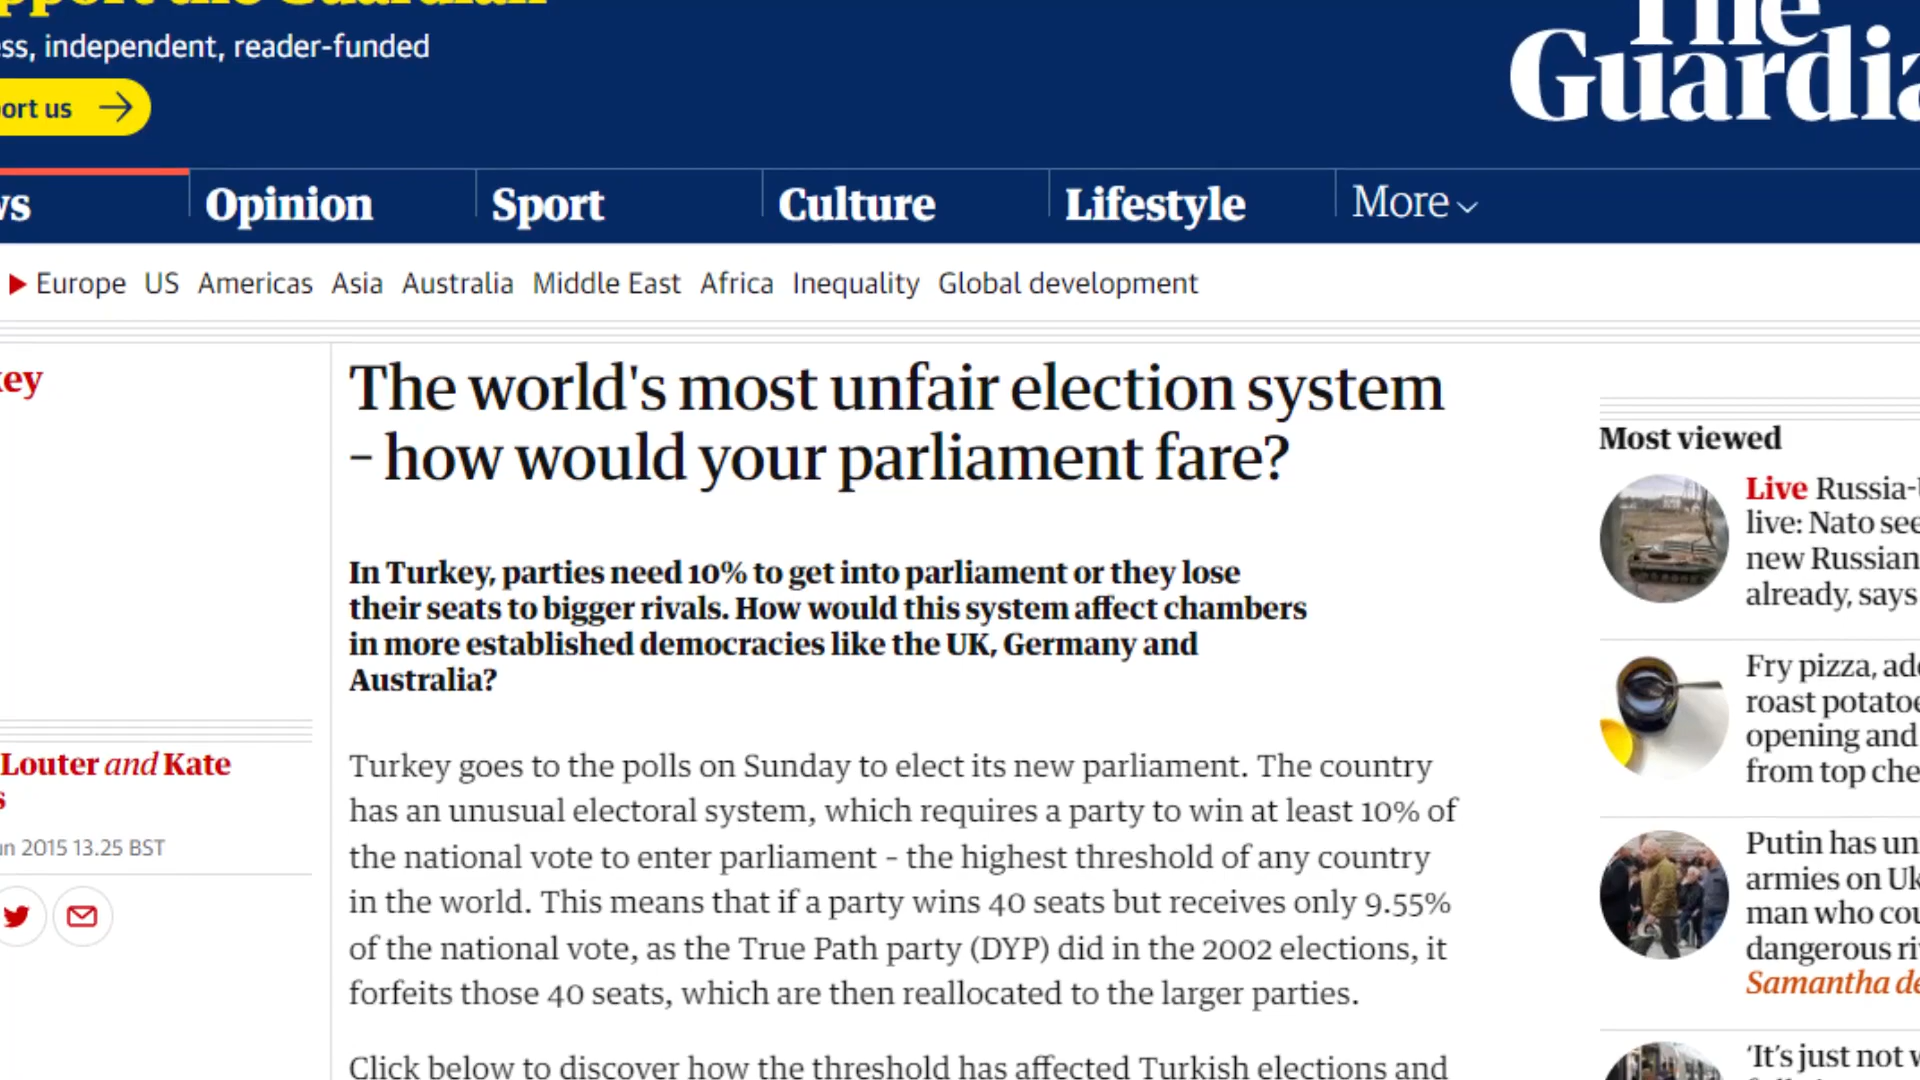 ss, independent, reader-funded
ort us
The
Guardia
ws
Opinion
Sport
Culture
Lifestyle
More
Europe US Americas Asia Australia Middle East Africa Inequality Global development
key
The world's most unfair election system
- how would your parliament fare?
In Turkey, parties need 10% to get into parliament or they lose
their seats to bigger rivals. How would this system affect chambers
in more established democracies like the UK, Germany and
Australia?
Louter and Kate
s
un 2015 13.25 BST
Turkey goes to the polls on Sunday to elect its new parliament. The country
has an unusual electoral system, which requires a party to win at least 10% of
the national vote to enter parliament - the highest threshold of any country
in the world. This means that if a party wins 40 seats but receives only 9.55%
of the national vote, as the True Path party (DYP) did in the 2002 elections, it
forfeits those 40 seats, which are then reallocated to the larger parties.
Click below to discover how the threshold has affected Turkish elections and
Most viewed
Live Russia-U
live: Nato see
new Russian
already, says
Fry pizza, add
roast potatoe
opening and
from top che
Putin has un
armies on Uk
man who cou
dangerous ri
Samantha de
'It's just not w